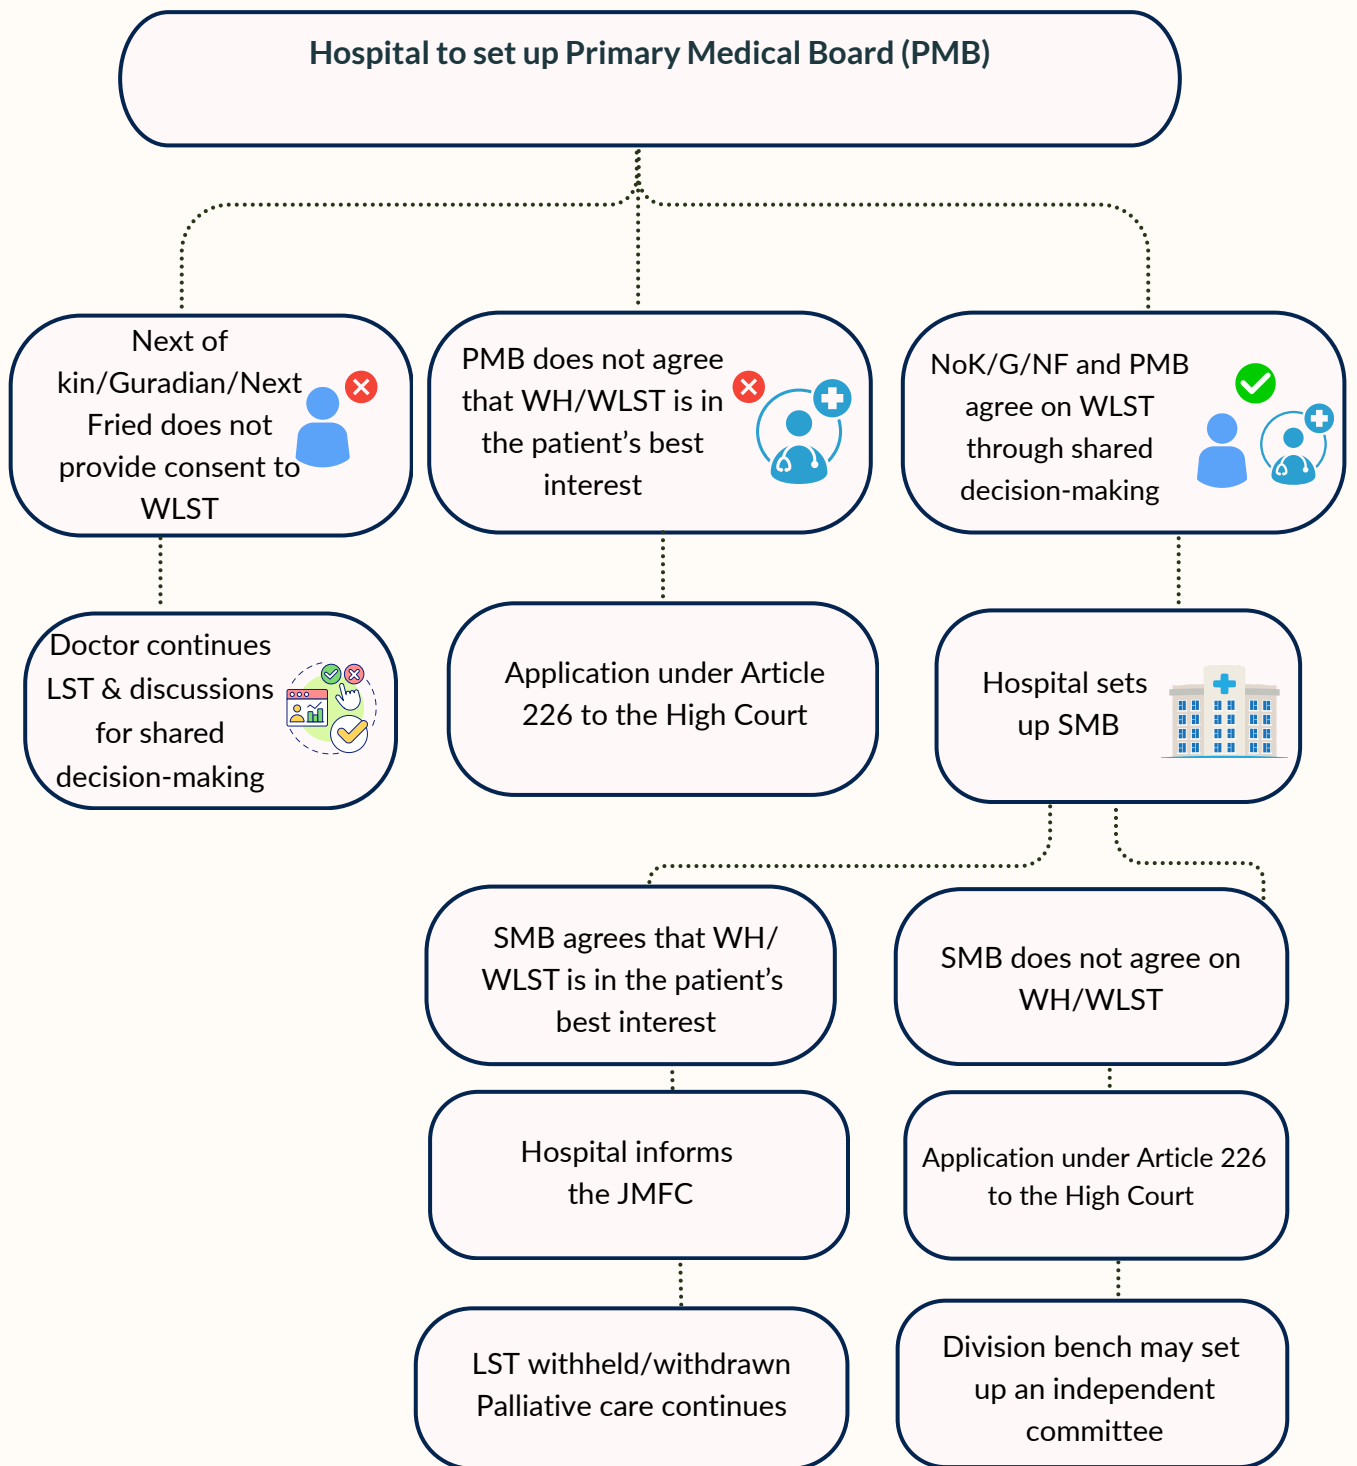 Hospital to set up Primary Medical Board (PMB)
Next of
kin/Guradian/Next
Fried does not
provide consent to
WLST
PMB does not agree
that WH/WLST is in
the patient's best
interest
NoK/G/NF and PMB
agree on WLST
through shared
decision-making
Doctor continues
LST & discussions
for shared
decision-making
Application under Article
226 to the High Court
Hospital sets
up SMB
SMB agrees that WH/
WLST is in the patient's
best interest
SMB does not agree on
WH/WLST
Hospital informs
the JMFC
Application under Article 226
to the High Court
LST withheld/withdrawn
Palliative care continues
Division bench may set
up an independent
committee